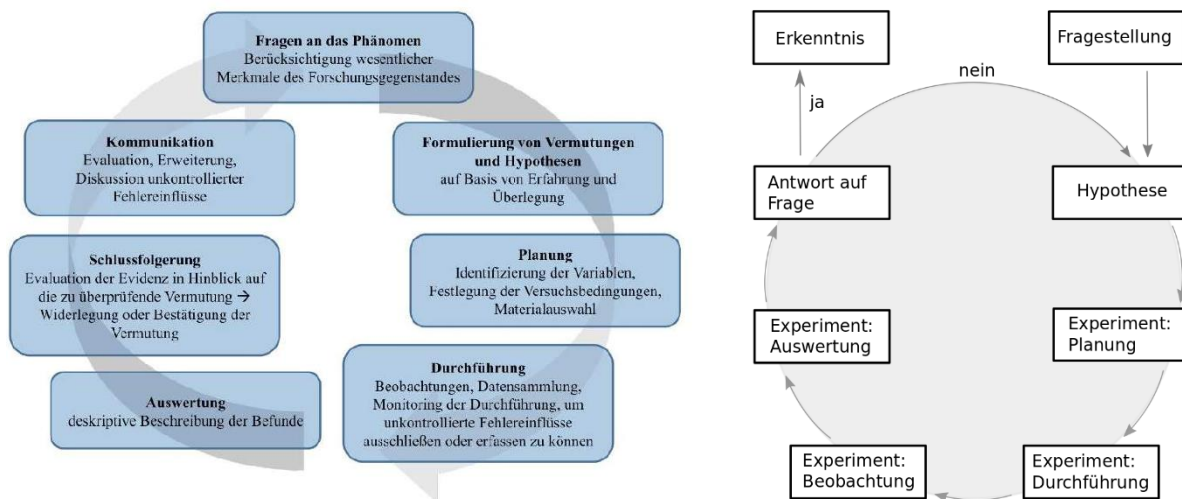 Fragen an das Phänomen
Berücksichtigung wesentlicher
Merkmale des Forschungsgegenstandes
Formulierung von Vermutungen
und Hypothesen
auf Basis von Erfahrung und
Überlegung
Planung
Identifizierung der Variablen,
Festlegung der Versuchsbedingungen,
Materialauswahl
Durchführung
Beobachtungen, Datensammlung,
Monitoring der Durchführung, um
unkontrollierte Fehlereinflüsse
ausschließen oder erfassen zu können
Auswertung
deskriptive Beschreibung der Befunde
Schlussfolgerung
Evaluation der Evidenz in Hinblick auf
die zu überprüfende Vermutung →
Widerlegung oder Bestätigung der
Vermutung
Kommunikation
Evaluation, Erweiterung,
Diskussion unkontrollierter
Fehlereinflüsse
Fragestellung
Hypothese
Experiment:
Planung
Experiment:
Durchführung
Experiment:
Beobachtung
Experiment:
Auswertung
Antwort auf
Frage
ja
Erkenntnis
nein